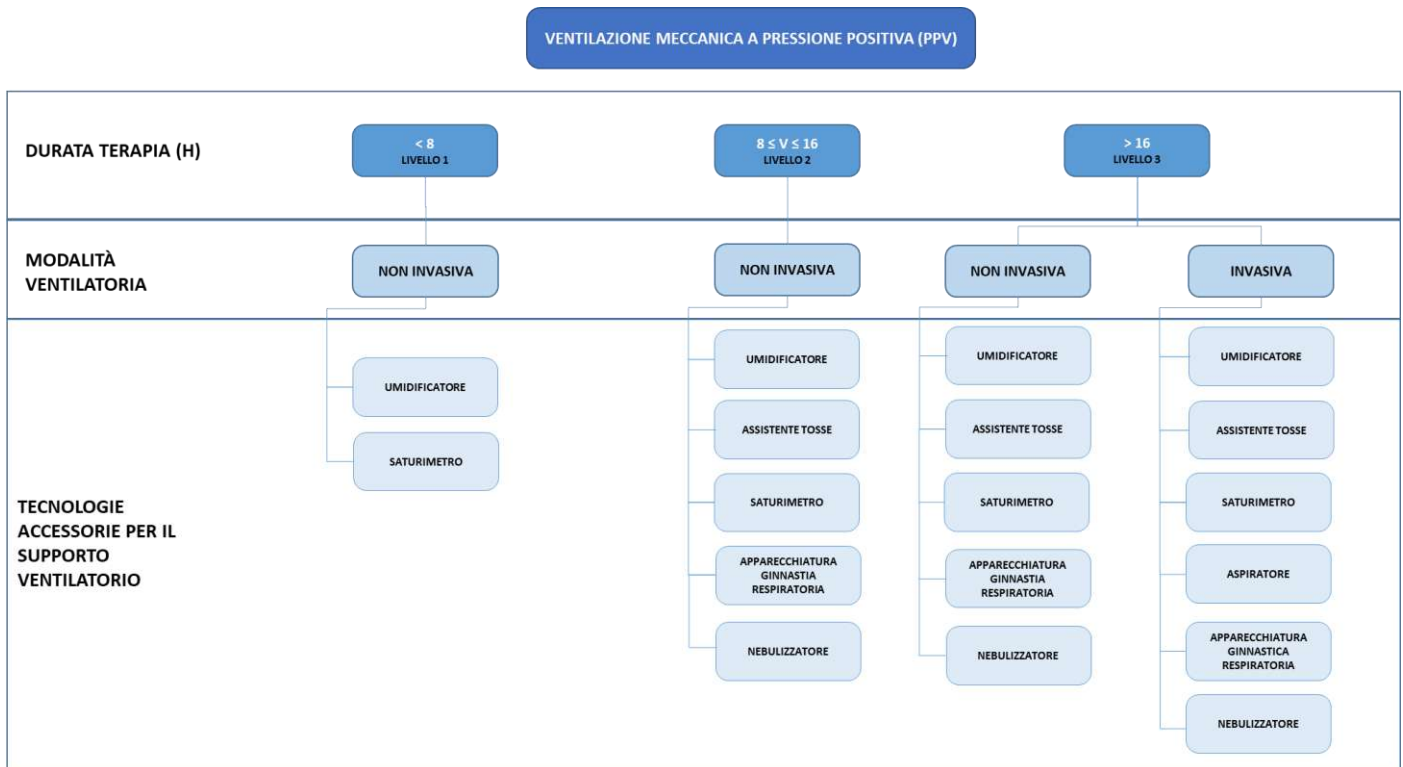 VENTILAZIONE MECCANICA A PRESSIONE POSITIVA (PPV)
DURATA TERAPIA (H)
< 8
LIVELLO 1
8 ≤ V ≤ 16
LIVELLO 2
> 16
LIVELLO 3
MODALITÀ
VENTILATORIA
NON INVASIVA
NON INVASIVA
NON INVASIVA
INVASIVA
TECNOLOGIE
ACCESSORIE PER IL
SUPPORTO
VENTILATORIO
UMIDIFICATORE
SATURIMETRO
UMIDIFICATORE
ASSISTENTE TOSSE
SATURIMETRO
APPARECCHIATURA
GINNASTIA
RESPIRATORIA
NEBULIZZATORE
UMIDIFICATORE
ASSISTENTE TOSSE
SATURIMETRO
APPARECCHIATURA
GINNASTIA
RESPIRATORIA
NEBULIZZATORE
UMIDIFICATORE
ASSISTENTE TOSSE
SATURIMETRO
ASPIRATORE
APPARECCHIATURA
GINNASTICA
RESPIRATORIA
NEBULIZZATORE